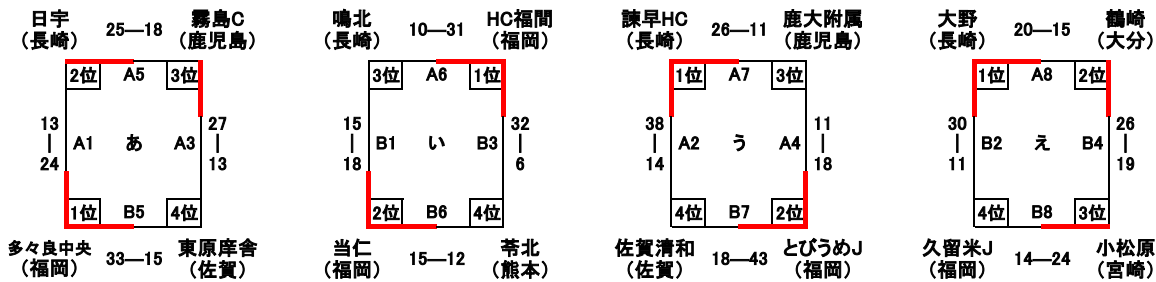 日宇
（長崎）
25―18
霧島C
（鹿児島）
2位
A5
3位
13
|
24
A1
あ
A3
27
|
13
1位
B5
4位
多々良中央
（福岡）
33―15
東原庠舎
（佐賀）
鳴北
（長崎）
10―31
HC福間
（福岡）
3位
A6
1位
15
|
18
B1
い
B3
32
|
6
2位
B6
4位
当仁
（福岡）
15―12
苓北
（熊本）
諫早HC
（長崎）
26―11
鹿大附属
（鹿児島）
1位
A7
3位
38
|
14
A2
う
A4
11
|
18
4位
B7
2位
佐賀清和
（佐賀）
18―43
とびうめJ
（福岡）
大野
（長崎）
20―15
鶴崎
（大分）
1位
A8
2位
30
|
11
B2
え
B4
26
|
19
4位
B8
3位
久留米J
（福岡）
14―24
小松原
（宮崎）